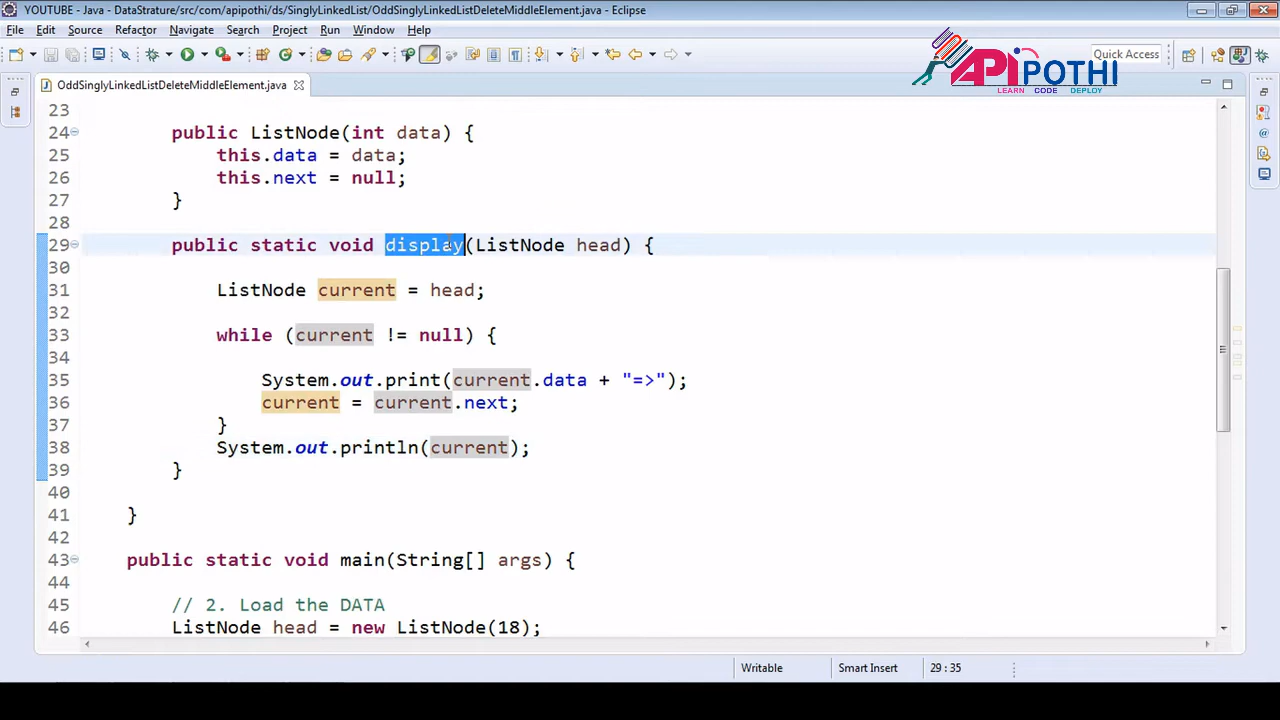 YOUTUBE - Java - DataStrature/src/com/apipothi/ds/SinglyLinkedList/OddSinglyLinkedListDeleteMiddleElement.java - Eclipse
File Edit Source Refactor Navigate Search Project Run Window Help
Quick Access
APIPOTHI
LEARN CODE DEPLOY
OddSinglyLinkedListDeleteMiddleElement.java
23
24 public ListNode(int data) {
25 this.data = data;
26 this.next = null;
27 }
28
29 public static void display(ListNode head) {
30
31 ListNode current = head;
32
33 while (current != null) {
34
35 System.out.print(current.data + "=>");
36 current = current.next;
37 }
38 System.out.println(current);
39 }
40
41 }
42
43 public static void main(String[] args) {
44
45 // 2. Load the DATA
46 ListNode head = new ListNode(18);
Writable Smart Insert 29 : 35